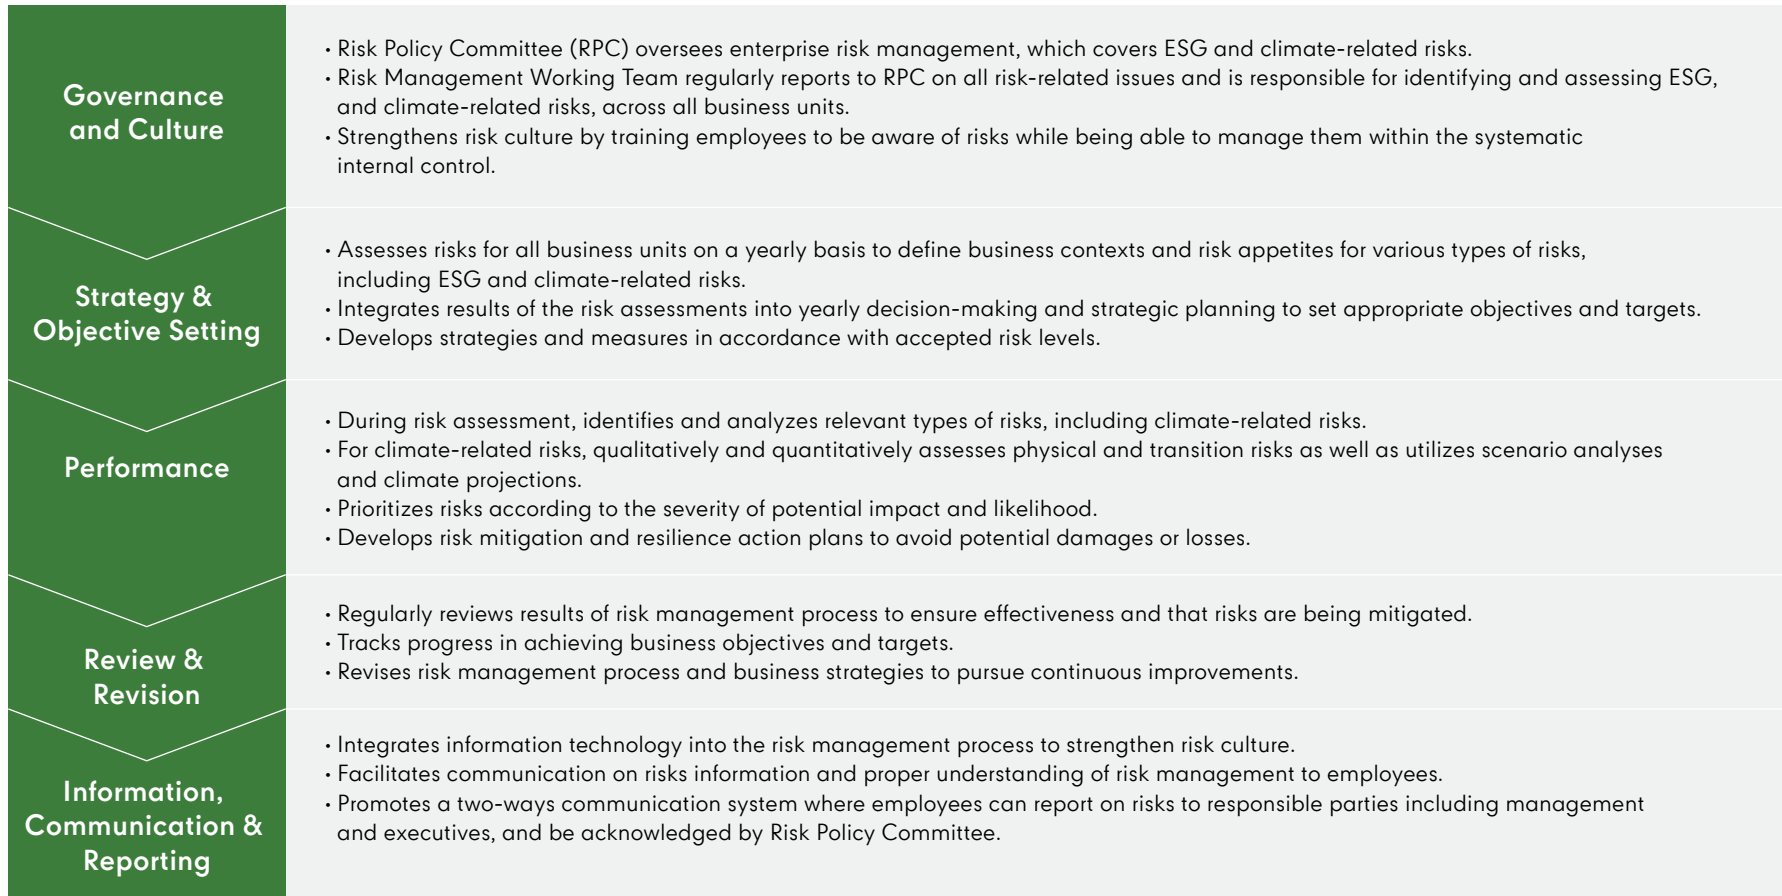 Governance
and Culture
• Risk Policy Committee (RPC) oversees enterprise risk management, which covers ESG and climate-related risks.
• Risk Management Working Team regularly reports to RPC on all risk-related issues and is responsible for identifying and assessing ESG,
and climate-related risks, across all business units.
• Strengthens risk culture by training employees to be aware of risks while being able to manage them within the systematic
internal control.
Strategy &
Objective Setting
• Assesses risks for all business units on a yearly basis to define business contexts and risk appetites for various types of risks,
including ESG and climate-related risks.
• Integrates results of the risk assessments into yearly decision-making and strategic planning to set appropriate objectives and targets.
• Develops strategies and measures in accordance with accepted risk levels.
Performance
• During risk assessment, identifies and analyzes relevant types of risks, including climate-related risks.
• For climate-related risks, qualitatively and quantitatively assesses physical and transition risks as well as utilizes scenario analyses
and climate projections.
• Prioritizes risks according to the severity of potential impact and likelihood.
• Develops risk mitigation and resilience action plans to avoid potential damages or losses.
Review &
Revision
• Regularly reviews results of risk management process to ensure effectiveness and that risks are being mitigated.
• Tracks progress in achieving business objectives and targets.
• Revises risk management process and business strategies to pursue continuous improvements.
Information,
Communication &
Reporting
• Integrates information technology into the risk management process to strengthen risk culture.
• Facilitates communication on risks information and proper understanding of risk management to employees.
• Promotes a two-ways communication system where employees can report on risks to responsible parties including management
and executives, and be acknowledged by Risk Policy Committee.